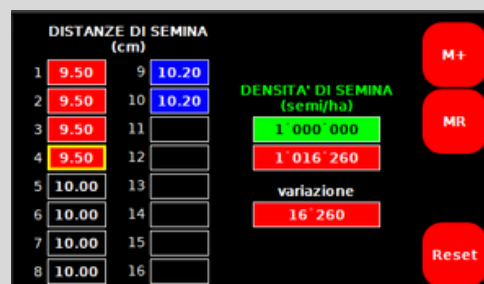 DISTANZE DI SEMINA
(cm)
1 9.50 9 10.20
2 9.50 10 10.20
3 9.50 11
4 9.50 12
5 10.00 13
6 10.00 14
7 10.00 15
8 10.00 16
DENSITA' DI SEMINA
(semi/ha)
1˙000˙000
1˙016˙260
variazione
16˙260
M+
MR
Reset